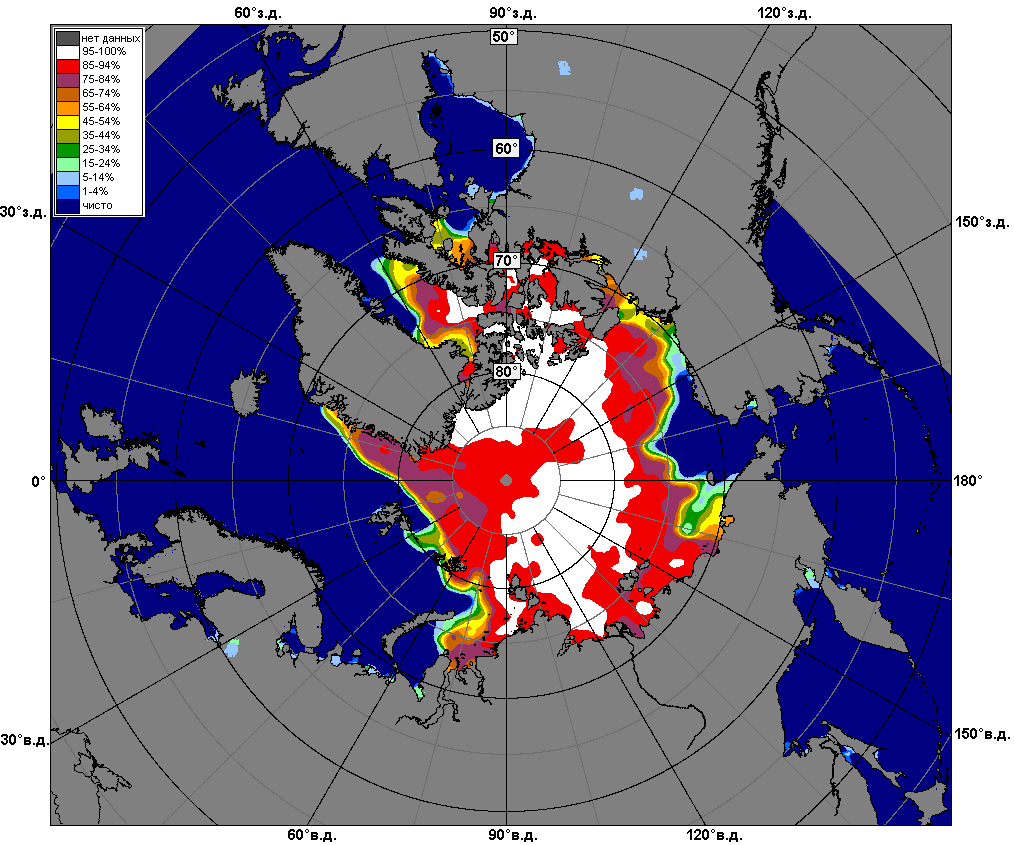 60°з.д.
90°з.д.
120°з.д.
нет данных
95-100%
85-94%
75-84%
65-74%
55-64%
45-54%
35-44%
25-34%
15-24%
5-14%
1-4%
чисто
50°
60°
70°
80°
30°з.д.
150°з.д.
0°
180°
30°в.д.
150°в.д.
60°в.д.
90°в.д.
120°в.д.